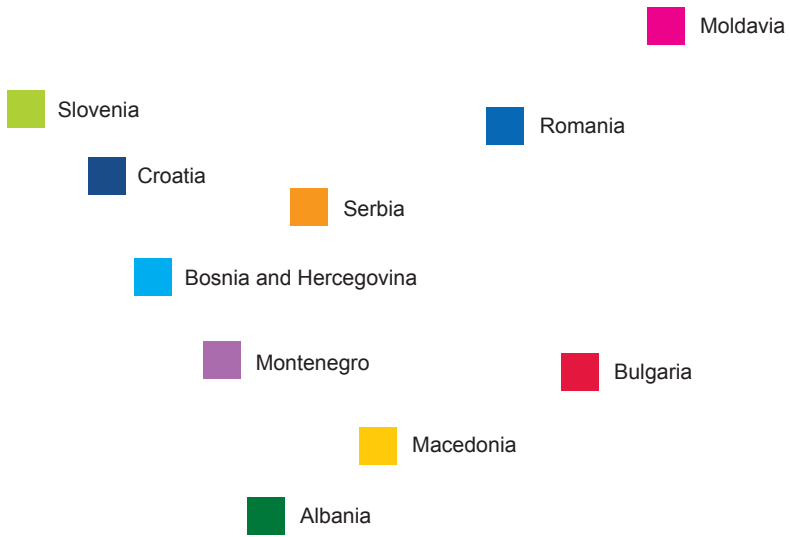 Moldavia
Slovenia
Romania
Croatia
Serbia
Bosnia and Hercegovina
Montenegro
Bulgaria
Macedonia
Albania